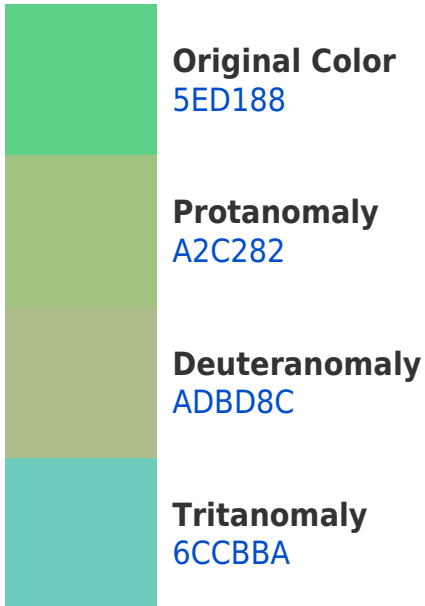 Original Color
5ED188
Protanomaly
A2C282
Deuteranomaly
ADBD8C
Tritanomaly
6CCBBA